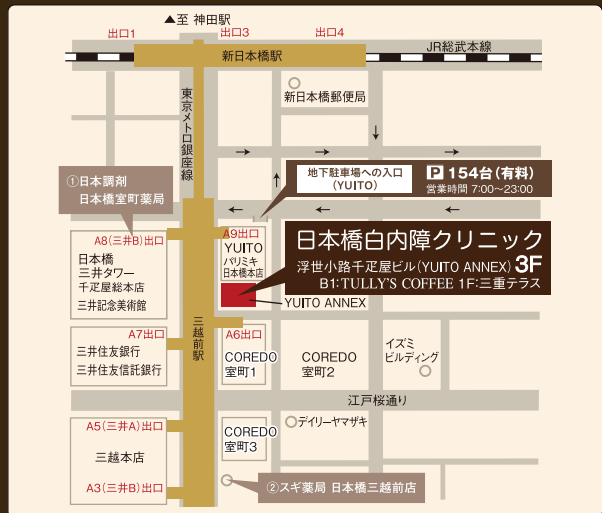 ▲至 神田駅
出口1
出口3
出口4
新日本橋駅
JR総武本線
新日本橋郵便局
東京メトロ銀座線
①日本調剤
日本橋室町薬局
地下駐車場への入口
(YUITO)
P 154台(有料)
営業時間 7:00〜23:00
A8(三井B)出口
日本橋
三井タワー
千疋屋総本店
三井記念美術館
A9出口
YUITO
パリミキ
日本橋本店
日本橋白内障クリニック
浮世小路千疋屋ビル(YUITO ANNEX) 3F
B1:TULLY'S COFFEE 1F:三重テラス
YUITO ANNEX
三越前駅
A7出口
三井住友銀行
三井住友信託銀行
A6出口
COREDO
室町1
COREDO
室町2
イズミ
ビルディング
江戸桜通り
A5(三井A)出口
三越本店
A3(三井B)出口
COREDO
室町3
デイリーヤマザキ
②スギ薬局 日本橋三越前店